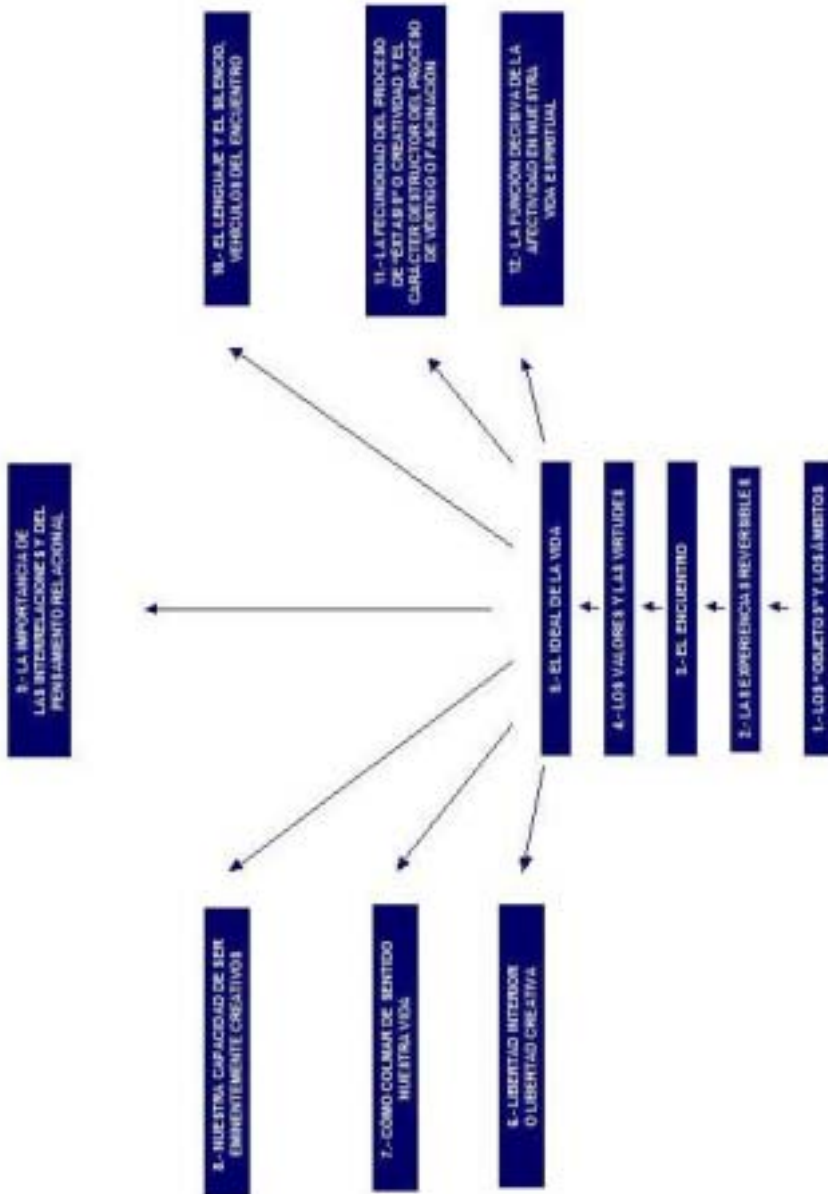 9.- LA IMPORTANCIA DE
LAS INTERRELACIONES Y DEL
PENSAMIENTO RELACIONAL
8.- NUESTRA CAPACIDAD DE SER
EMINENTEMENTE CREATIVOS
10.- EL LENGUAJE Y EL SILENCIO,
VEHÍCULOS DEL ENCUENTRO
7.- CÓMO COLMAR DE SENTIDO
NUESTRA VIDA
11.- LA FECUNDIDAD DEL PROCESO
DE "ÉXTASIS" O CREATIVIDAD Y EL
CARÁCTER DESTRUCTOR DEL PROCESO
DE VÉRTIGO O FASCINACIÓN
6.- LIBERTAD INTERIOR
O LIBERTAD CREATIVA
12.- LA FUNCIÓN DECISIVA DE LA
AFECTIVIDAD EN NUESTRA
VIDA ESPIRITUAL
5.- EL IDEAL DE LA VIDA
4.- LOS VALORES Y LAS VIRTUDES
3.- EL ENCUENTRO
2.- LAS EXPERIENCIAS REVERSIBLES
1.- LOS "OBJETOS" Y LOS ÁMBITOS